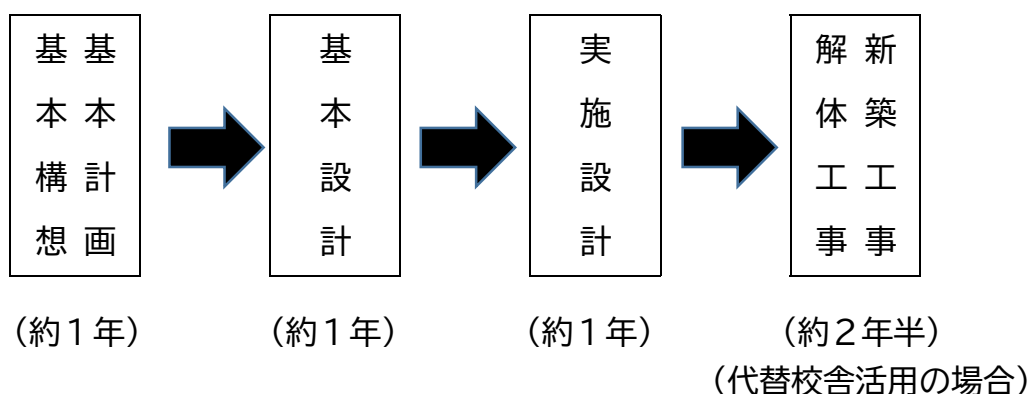 基本構想
基本計画
基本設計
実施設計
解体工事
新築工事
（約１年）
（約１年）
（約１年）
（約２年半）
（代替校舎活用の場合）